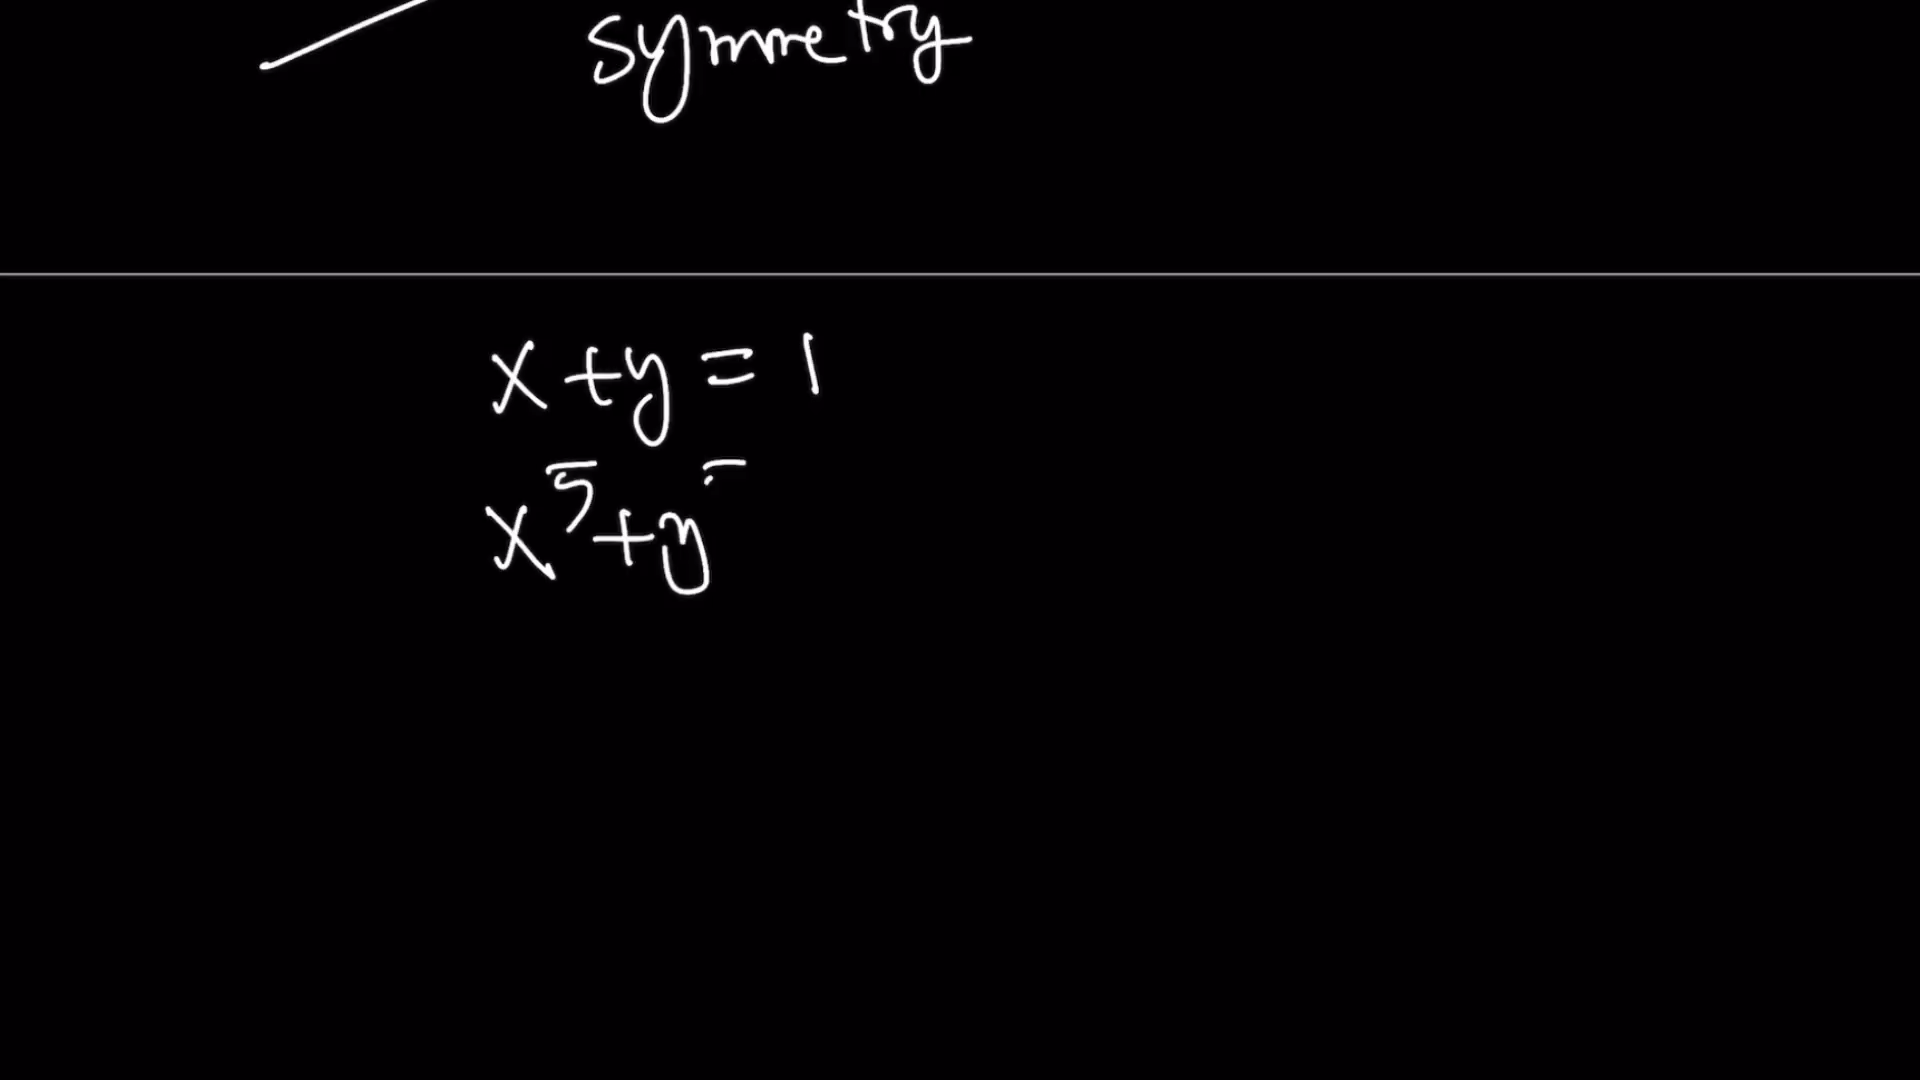 symmetry
x + y = 1
x⁵ + y